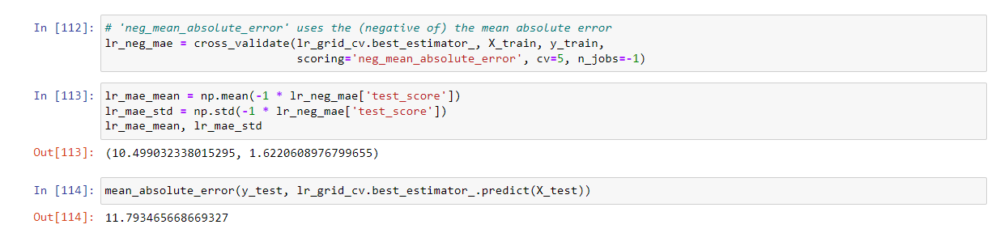 In [112]: # 'neg_mean_absolute_error' uses the (negative of) the mean absolute error
lr_neg_mae = cross_validate(lr_grid_cv.best_estimator_, X_train, y_train,
scoring='neg_mean_absolute_error', cv=5, n_jobs=-1)
In [113]: lr_mae_mean = np.mean(-1 * lr_neg_mae['test_score'])
lr_mae_std = np.std(-1 * lr_neg_mae['test_score'])
lr_mae_mean, lr_mae_std
Out[113]: (10.499032338015295, 1.6220608976799655)
In [114]: mean_absolute_error(y_test, lr_grid_cv.best_estimator_.predict(X_test))
Out[114]: 11.793465668669327